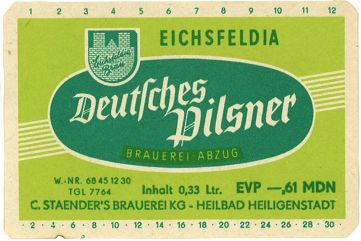 1 2 3 4 5 6 7 8 9 10 11 12
EICHSFELDIA
Deutsches
Pilsner
BRAUEREI-ABZUG
W.-NR. 68 45 12 30
TGL 7764
Inhalt 0,33 Ltr. EVP —,61 MDN
C. STAENDER'S BRAUEREI KG - HEILBAD HEILIGENSTADT
2 · 4 · 6 · 8 · 10 · 12 · 14 · 16 · 18 · 20 · 22 · 24 · 26 · 28 · 30 ·